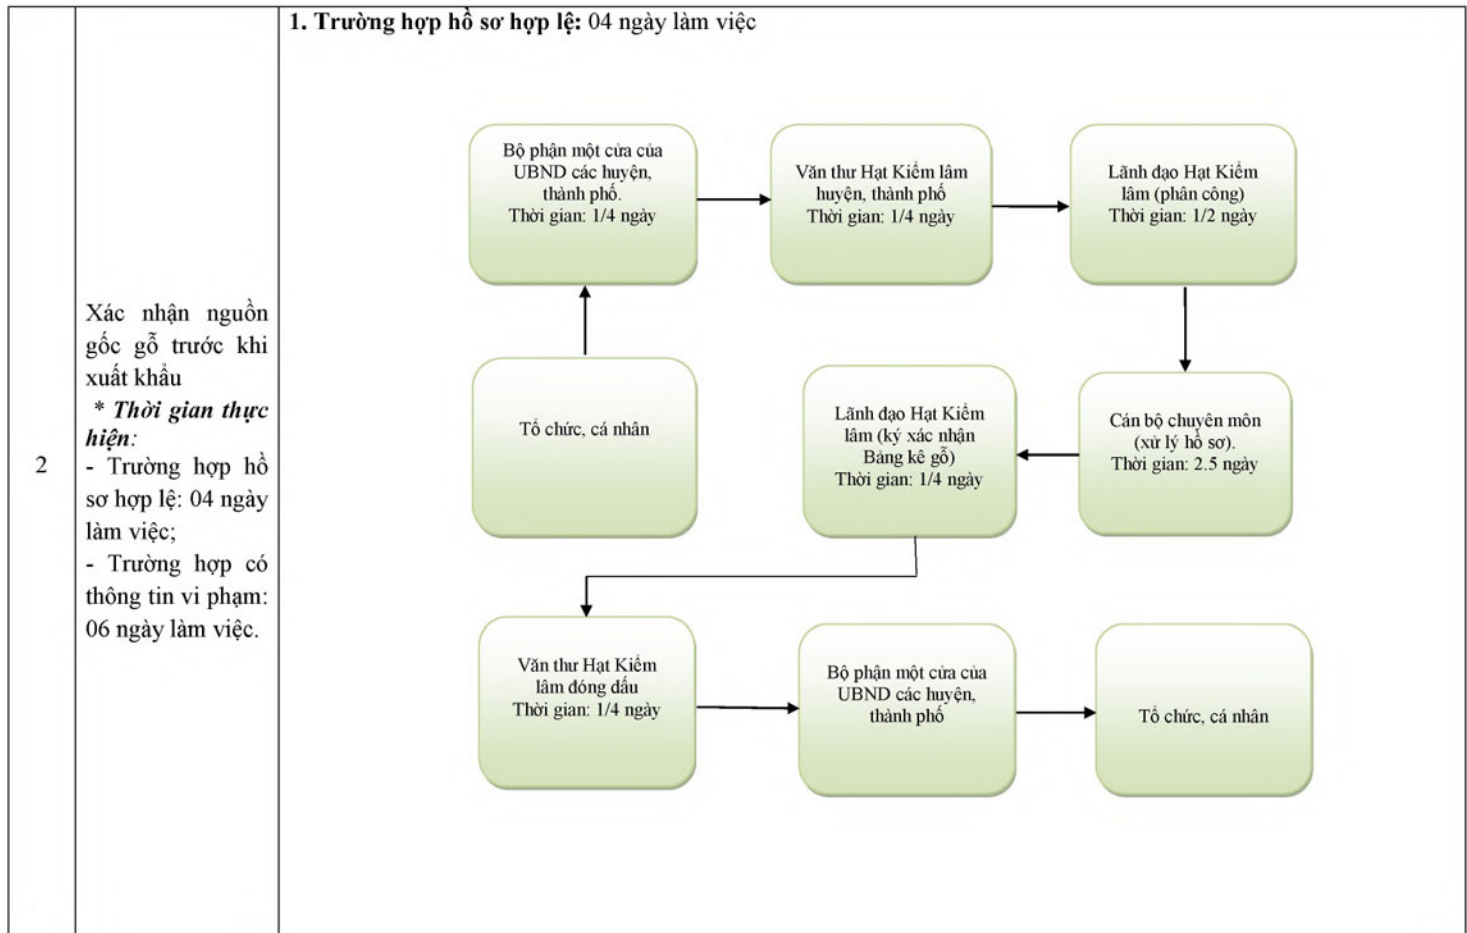 2
Xác nhận nguồn
gốc gỗ trước khi
xuất khẩu
* Thời gian thực
hiện:
- Trường hợp hồ
sơ hợp lệ: 04 ngày
làm việc;
- Trường hợp có
thông tin vi phạm:
06 ngày làm việc.
1. Trường hợp hồ sơ hợp lệ: 04 ngày làm việc
Tổ chức, cá nhân
Bộ phận một cửa của
UBND các huyện,
thành phố.
Thời gian: 1/4 ngày
Văn thư Hạt Kiểm lâm
huyện, thành phố
Thời gian: 1/4 ngày
Lãnh đạo Hạt Kiểm
lâm (phân công)
Thời gian: 1/2 ngày
Cán bộ chuyên môn
(xử lý hồ sơ).
Thời gian: 2.5 ngày
Lãnh đạo Hạt Kiểm
lâm (ký xác nhận
Bảng kê gỗ)
Thời gian: 1/4 ngày
Văn thư Hạt Kiểm
lâm đóng dấu
Thời gian: 1/4 ngày
Bộ phận một cửa của
UBND các huyện,
thành phố
Tổ chức, cá nhân